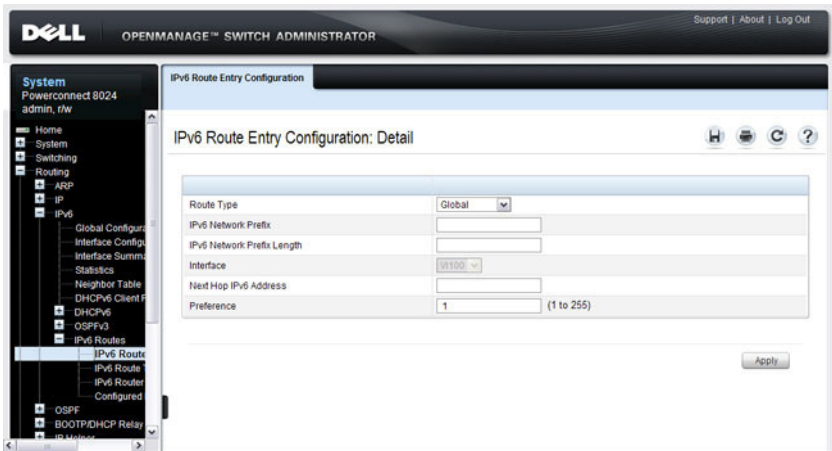 Support | About | Log Out
DELL
OPENMANAGE™ SWITCH ADMINISTRATOR
System
Powerconnect 8024
admin, r/w
IPv6 Route Entry Configuration
Home
System
Switching
Routing
ARP
IP
IPv6
Global Configura
Interface Configu
Interface Summa
Statistics
Neighbor Table
DHCPv6 Client
DHCPv6
OSPFv3
IPv6 Routes
IPv6 Route
IPv6 Route
IPv6 Router
Configured
OSPF
BOOTP/DHCP Relay
IP Helper
IPv6 Route Entry Configuration: Detail
Route Type Global
IPv6 Network Prefix
IPv6 Network Prefix Length
Interface Vl100
Next Hop IPv6 Address
Preference 1 (1 to 255)
Apply